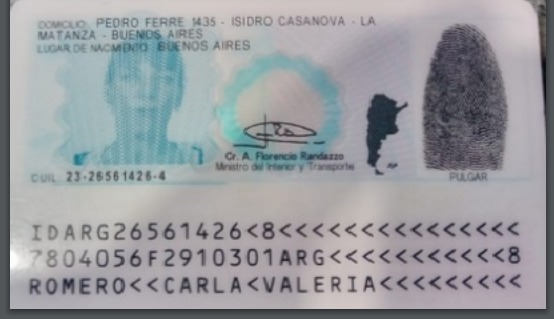 DOMICILIO: PEDRO FERRE 1435 - ISIDRO CASANOVA - LA
MATANZA - BUENOS AIRES
LUGAR DE NACIMIENTO: BUENOS AIRES
Cr. A. Florencio Randazzo
Ministro del Interior y Transporte
CUIL: 23-26561426-4
PULGAR
IDARG26561426<8<<<<<<<<<<<<<<<
7804056F2910301ARG<<<<<<<<<<<8
ROMERO<<CARLA<VALERIA<<<<<<<<<